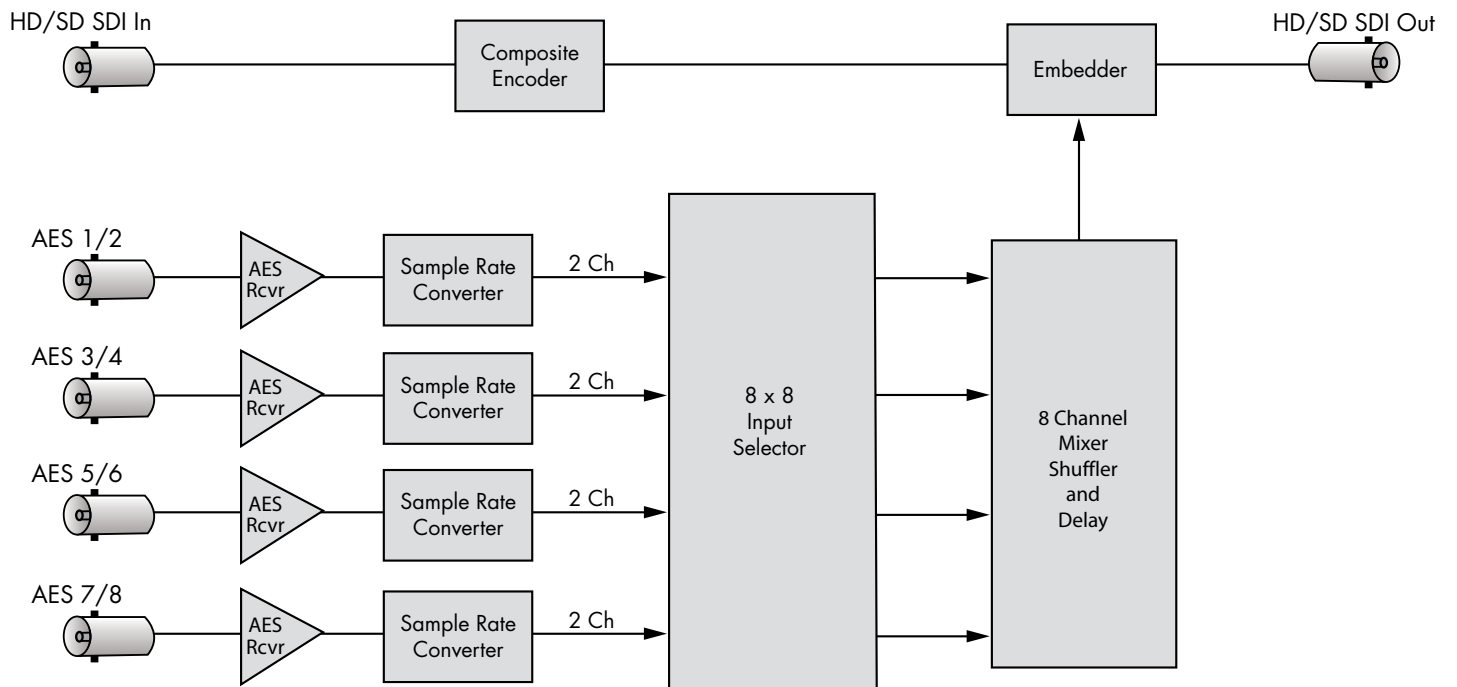 HD/SD SDI In
HD/SD SDI Out
Composite
Encoder
Embedder
AES 1/2
AES
Rcvr
Sample Rate
Converter
2 Ch
AES 3/4
AES
Rcvr
Sample Rate
Converter
2 Ch
AES 5/6
AES
Rcvr
Sample Rate
Converter
2 Ch
AES 7/8
AES
Rcvr
Sample Rate
Converter
2 Ch
8 x 8
Input
Selector
8 Channel
Mixer
Shuffler
and
Delay